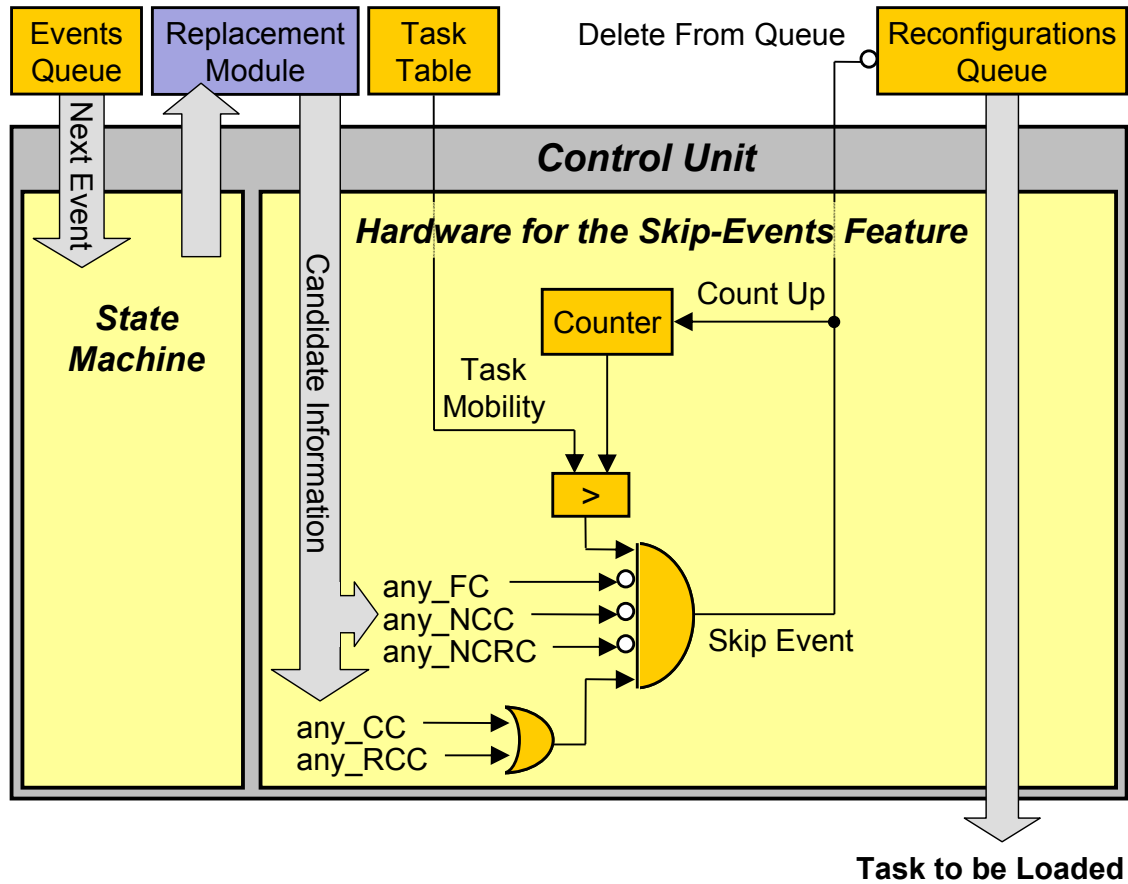 Events
Queue
Replacement
Module
Task
Table
Delete From Queue
Reconfigurations
Queue
Next Event
Control Unit
Hardware for the Skip-Events Feature
State
Machine
Candidate Information
Count Up
Counter
Task
Mobility
>
any_FC
any_NCC
any_NCRC
Skip Event
any_CC
any_RCC
Task to be Loaded